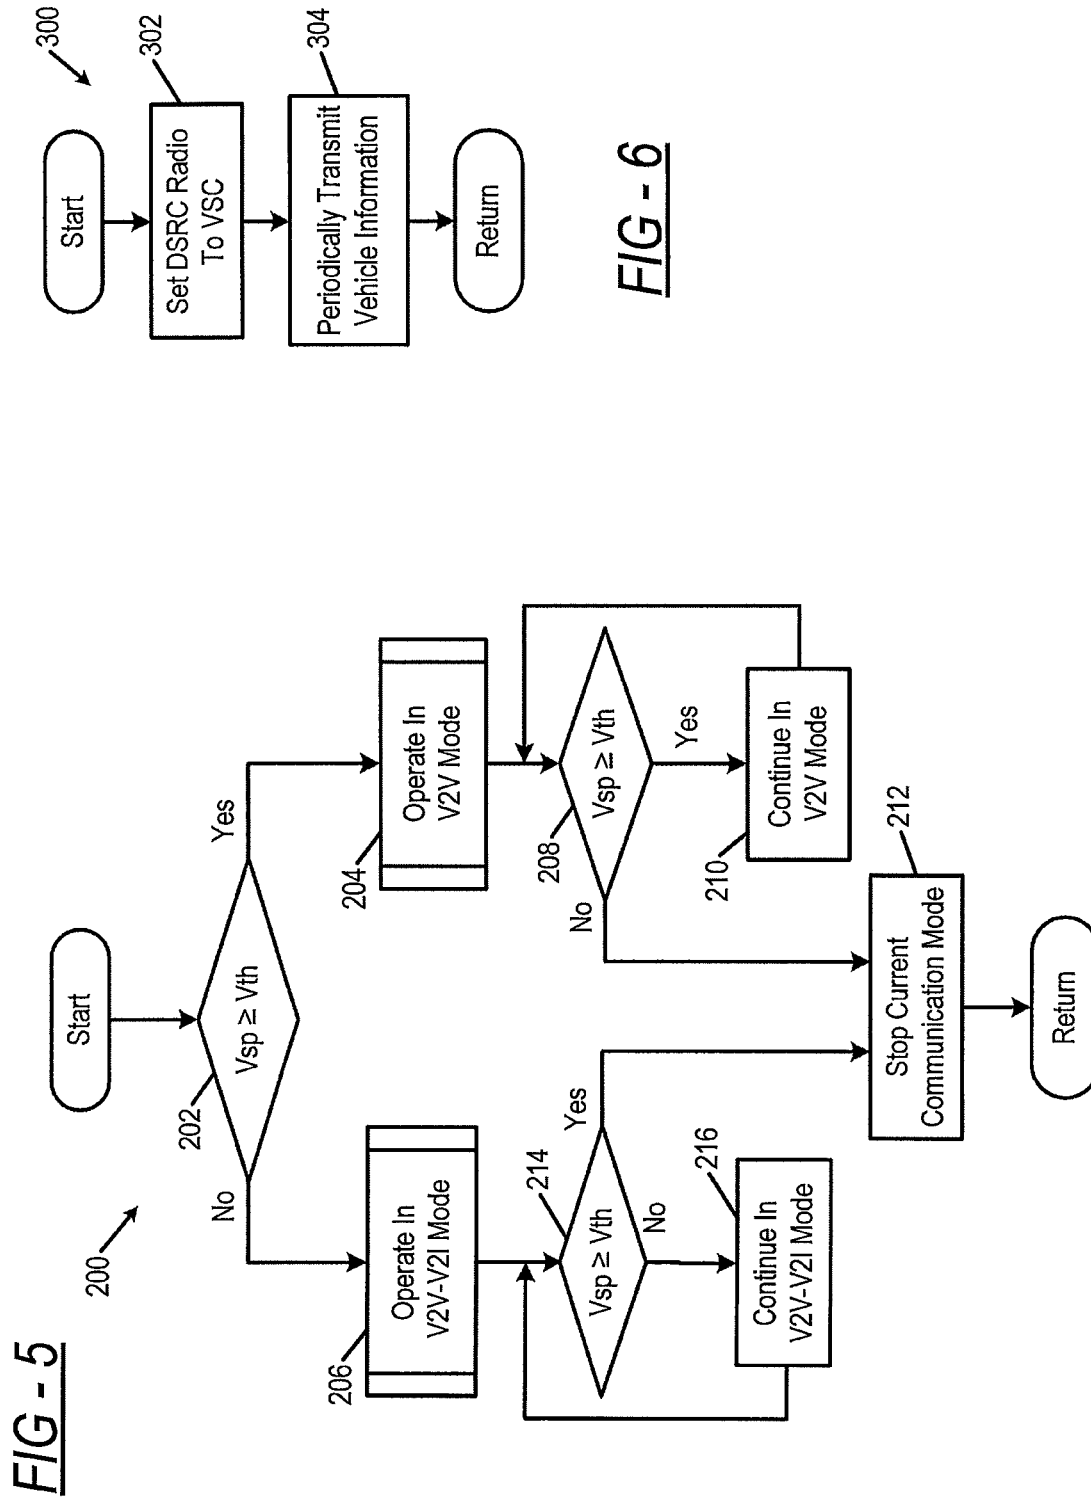 FIG - 5
200
Start
202
Vsp ≥ Vth
No
Yes
206
Operate In
V2V-V2I Mode
204
Operate In
V2V Mode
214
Vsp ≥ Vth
Yes
No
208
Vsp ≥ Vth
No
Yes
216
Continue In
V2V-V2I Mode
210
Continue In
V2V Mode
212
Stop Current
Communication Mode
Return
300
Start
302
Set DSRC Radio
To VSC
304
Periodically Transmit
Vehicle Information
Return
FIG - 6